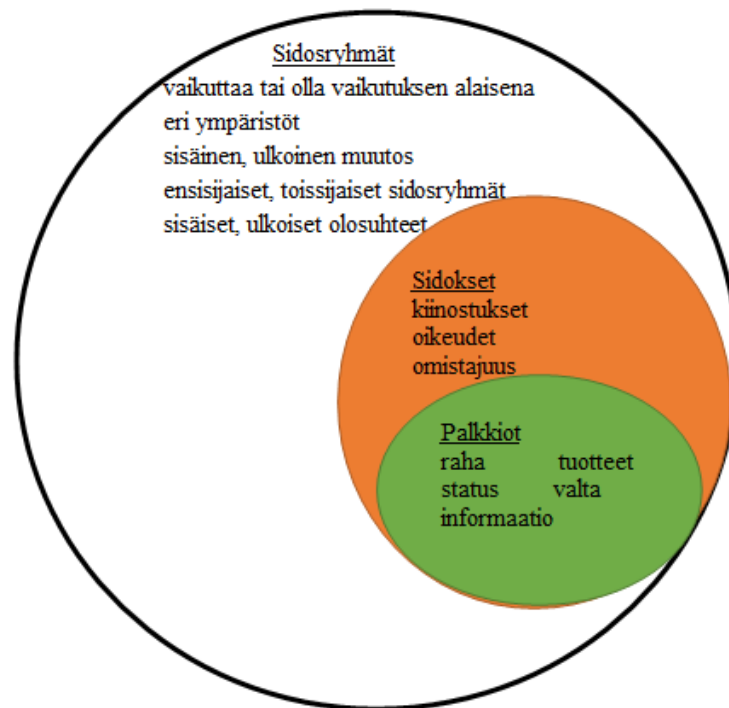 Sidosryhmät
vaikuttaa tai olla vaikutuksen alaisena
eri ympäristöt
sisäinen, ulkoinen muutos
ensisijaiset, toissijaiset sidosryhmät
sisäiset, ulkoiset olosuhteet
Sidokset
kiinostukset
oikeudet
omistajuus
Palkkiot
raha tuotteet
status valta
informaatio